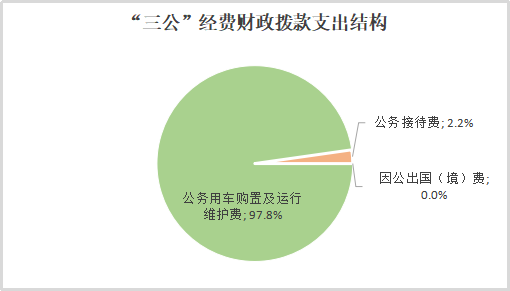 “三公”经费财政拨款支出结构
公务接待费; 2.2%
因公出国（境）费;
0.0%
公务用车购置及运行
维护费; 97.8%